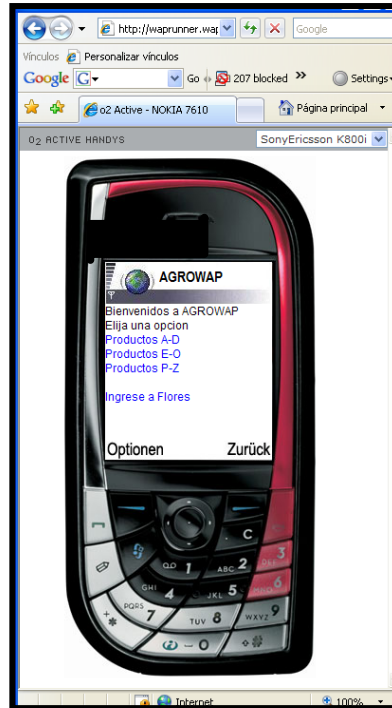 http://waprunner.wap
Google
Vínculos Personalizar vínculos
Google G Go 207 blocked » Settings
o2 Active - NOKIA 7610 Página principal
O2 ACTIVE HANDYS SonyEricsson K800i
AGROWAP
Bienvenidos a AGROWAP
Elija una opcion
Productos A-D
Productos E-O
Productos P-Z
Ingrese a Flores
Optionen Zurück
C
1 ABC 2 DEF 3
GHI 4 JKL 5 MNO 6
PQRS 7 TUV 8 WXYZ 9
+ * 0 #
Internet 100%